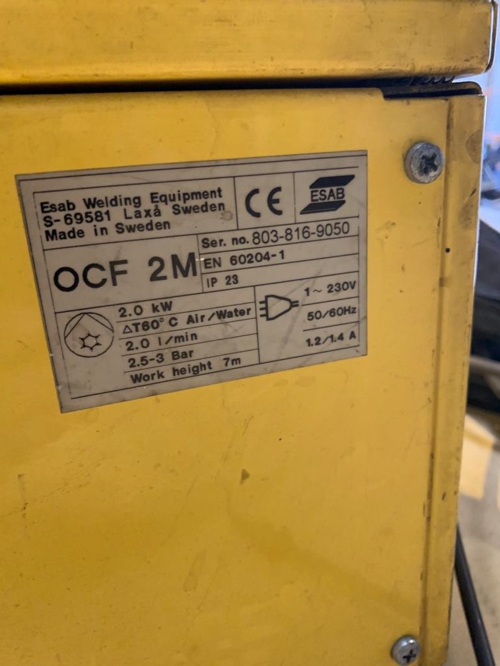 Esab Welding Equipment
S-69581 Laxå Sweden
Made in Sweden
CE
ESAB
OCF 2M
Ser. no. 803-816-9050
EN 60204-1
IP 23
2.0 kW
△T60°C Air/Water
2.0 l/min
2.5-3 Bar
Work height 7m
1~ 230V
50/60Hz
1.2/1.4 A